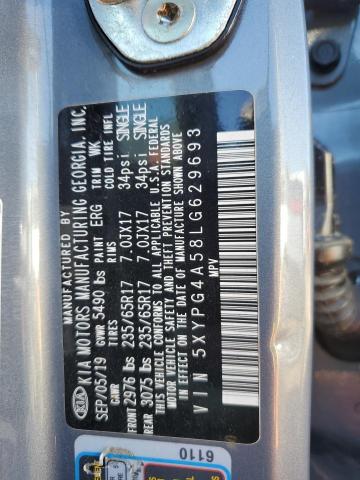 MANUFACTURED BY
KIA KIA MOTORS MANUFACTURING GEORGIA, INC.
SEP/05/19 GVWR 5490 lbs PAINT ERG TRIM WK
GAWR TIRES RIMS COLD TIRE INFL
FRONT 2976 lbs 235/65R17 7.0JX17 34psi SINGLE
REAR 3075 lbs 235/65R17 7.0JX17 34psi SINGLE
THIS VEHICLE CONFORMS TO ALL APPLICABLE U.S.A. FEDERAL
MOTOR VEHICLE SAFETY STANDARDS IN EFFECT ON THE DATE OF MANUFACTURE SHOWN ABOVE
VIN 5XYPG4A58LG629693
MPV
6110